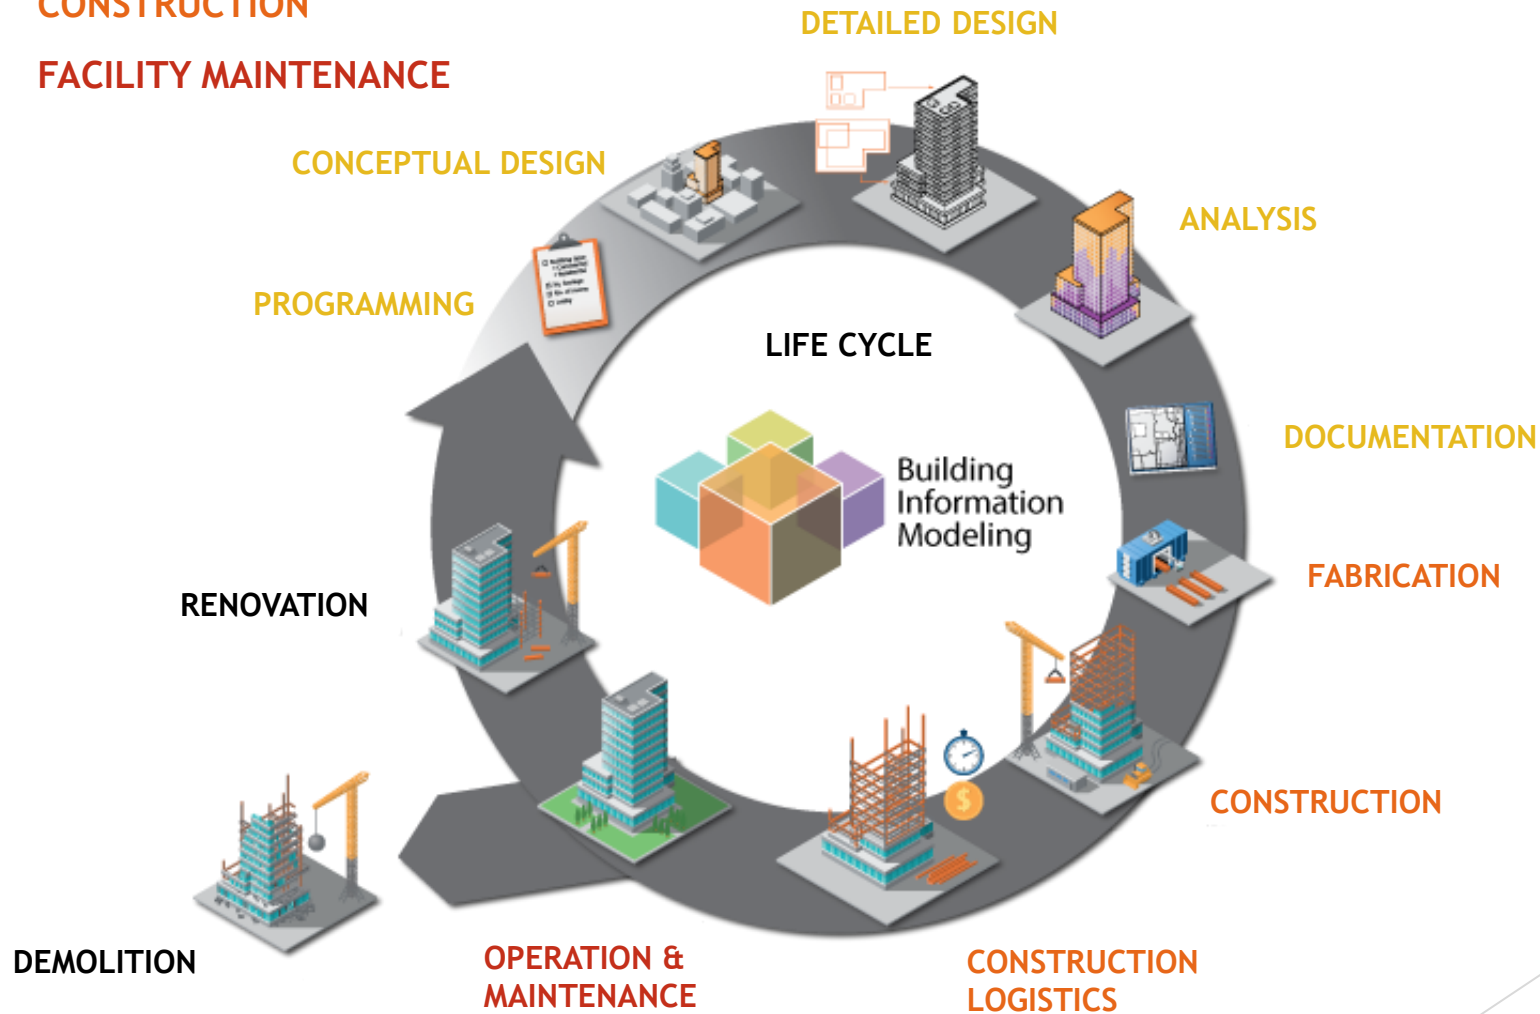 CONSTRUCTION
DETAILED DESIGN
FACILITY MAINTENANCE
CONCEPTUAL DESIGN
ANALYSIS
PROGRAMMING
LIFE CYCLE
DOCUMENTATION
Building
Information
Modeling
FABRICATION
RENOVATION
CONSTRUCTION
DEMOLITION
OPERATION &
MAINTENANCE
CONSTRUCTION
LOGISTICS
$